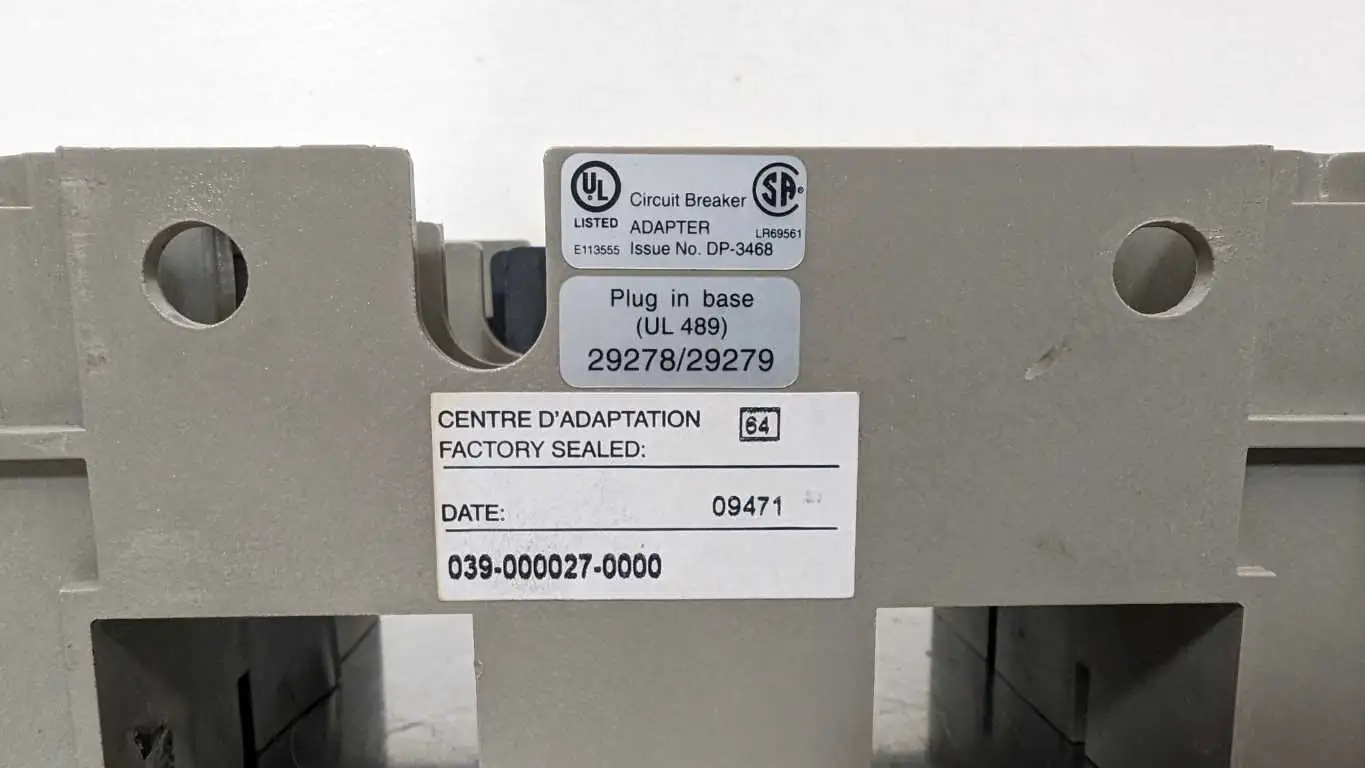 UL
LISTED
E113555
Circuit Breaker
ADAPTER
Issue No. DP-3468
SA
LR69561
Plug in base
(UL 489)
29278/29279
CENTRE D'ADAPTATION 64
FACTORY SEALED:
DATE: 09471
039-000027-0000